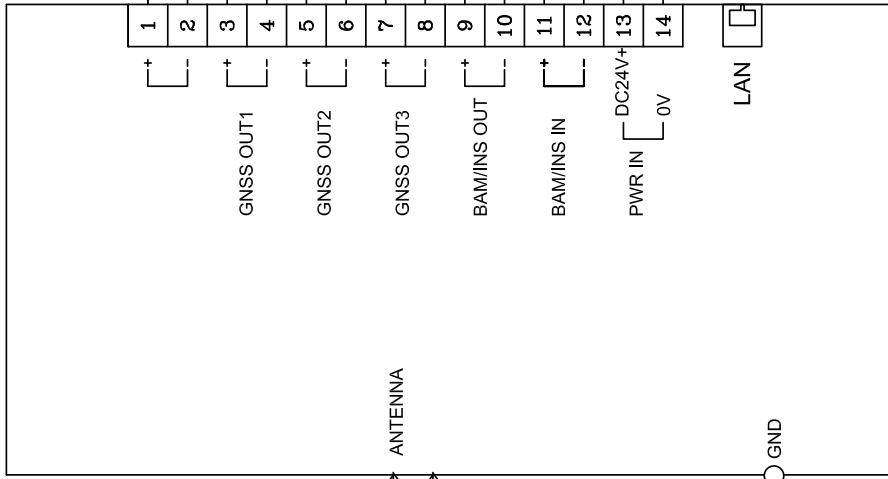 1 2 3 4 5 6 7 8 9 10 11 12 13 14
+ - + - + - + - + - + -
DC24V+
0V
GNSS OUT1
GNSS OUT2
GNSS OUT3
BAM/INS OUT
BAM/INS IN
PWR IN
LAN
ANTENNA
GND